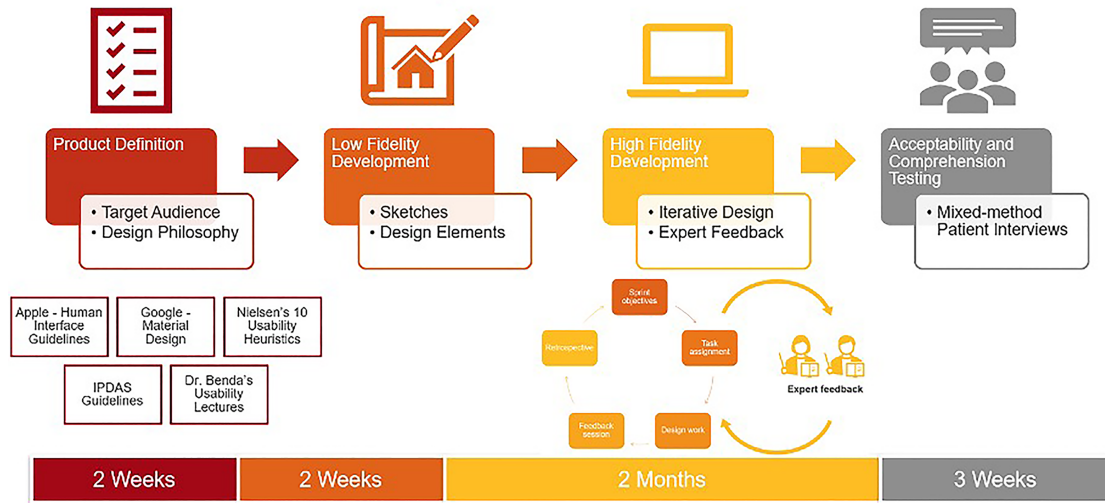 Product Definition
• Target Audience
• Design Philosophy
Low Fidelity
Development
• Sketches
• Design Elements
High Fidelity
Development
• Iterative Design
• Expert Feedback
Acceptability and
Comprehension
Testing
• Mixed-method
Patient Interviews
Apple - Human
Interface
Guidelines
Google -
Material
Design
Nielsen's 10
Usability
Heuristics
IPDAS
Guidelines
Dr. Benda's
Usability
Lectures
Sprint
objectives
Task
assignment
Design work
Feedback
session
Retrospective
Expert feedback
2 Weeks
2 Weeks
2 Months
3 Weeks